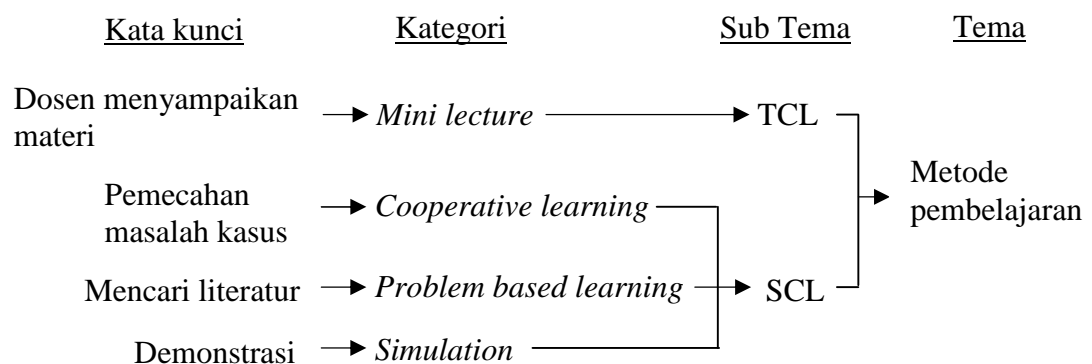 Kata kunci Kategori Sub Tema Tema
Dosen menyampaikan
materi
Mini lecture
TCL
Pemecahan
masalah kasus
Cooperative learning
Mencari literatur
Problem based learning
SCL
Demonstrasi
Simulation
Metode
pembelajaran